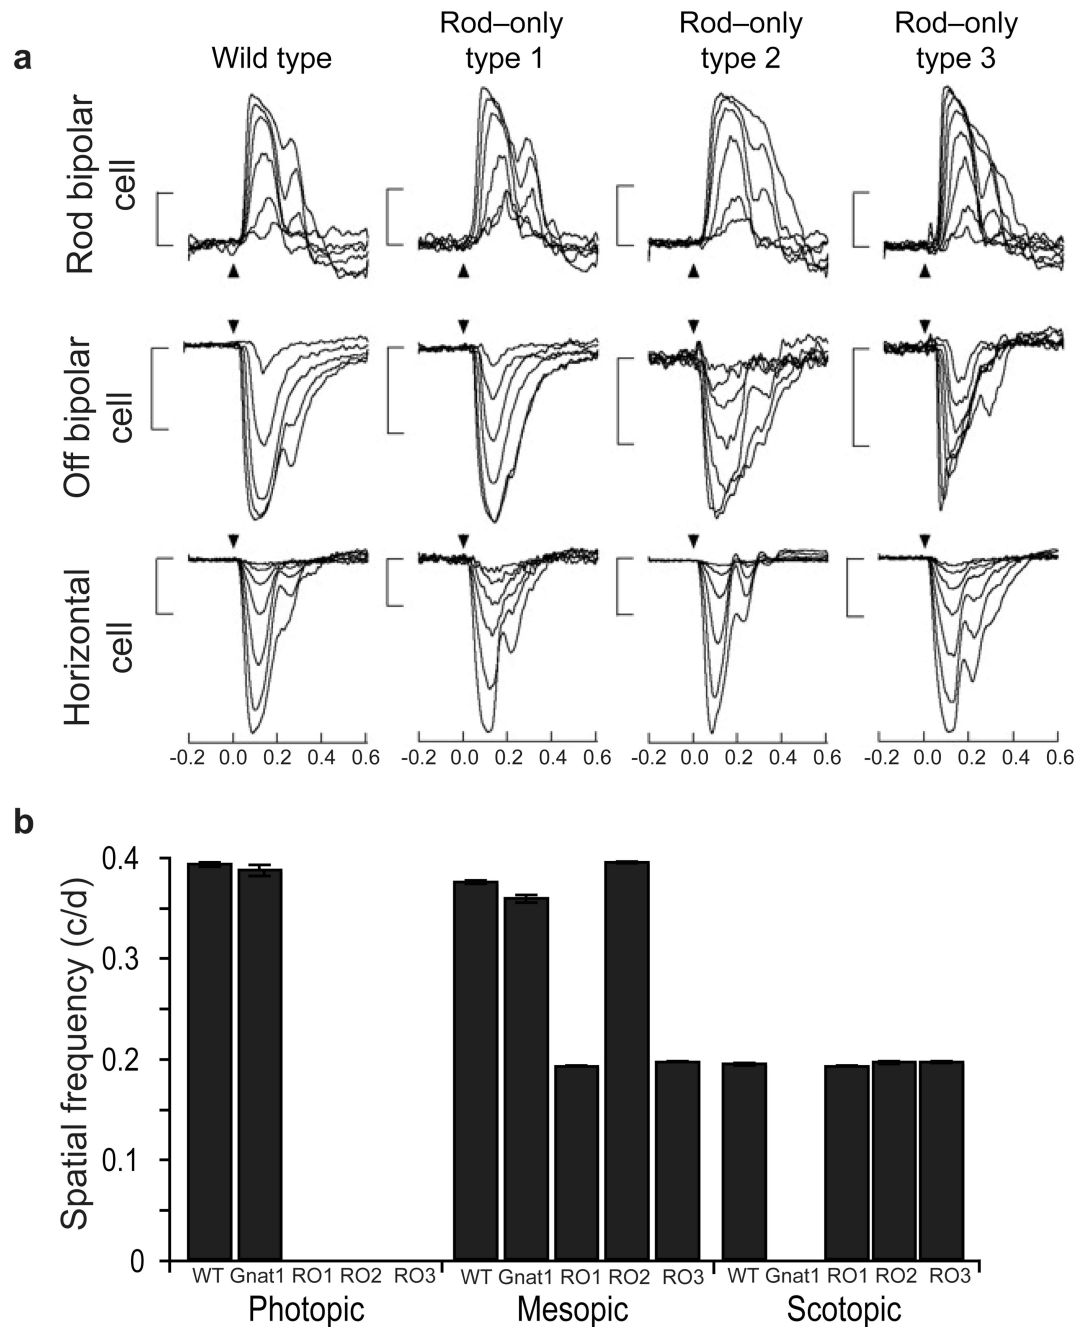 a
Wild type
Rod–only
type 1
Rod–only
type 2
Rod–only
type 3
Rod bipolar
cell
Off bipolar
cell
Horizontal
cell
-0.2 0.0 0.2 0.4 0.6
-0.2 0.0 0.2 0.4 0.6
-0.2 0.0 0.2 0.4 0.6
-0.2 0.0 0.2 0.4 0.6
b
Spatial frequency (c/d)
0.4
0.3
0.2
0.1
0
WT Gnat1 RO1 RO2 RO3
WT Gnat1 RO1 RO2 RO3
WT Gnat1 RO1 RO2 RO3
Photopic
Mesopic
Scotopic